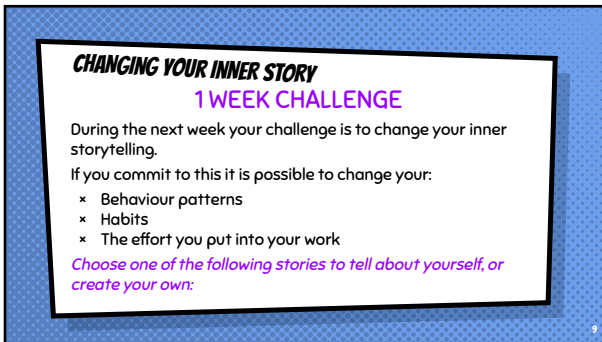 CHANGING YOUR INNER STORY
1 WEEK CHALLENGE
During the next week your challenge is to change your inner
storytelling.
If you commit to this it is possible to change your:
× Behaviour patterns
× Habits
× The effort you put into your work
Choose one of the following stories to tell about yourself, or
create your own:
9